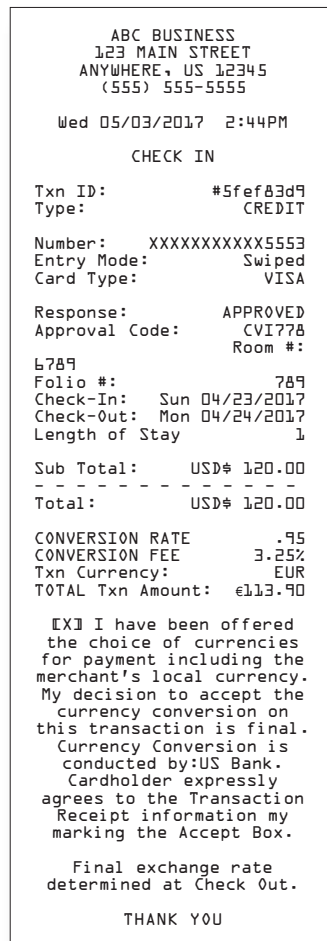 ABC BUSINESS
123 MAIN STREET
ANYWHERE, US 12345
(555) 555-5555
Wed 05/03/2017 2:44PM
CHECK IN
Txn ID: #5fef83d9
Type: CREDIT
Number: XXXXXXXXXXX5553
Entry Mode: Swiped
Card Type: VISA
Response: APPROVED
Approval Code: CVI778
Room #:
6789
Folio #: 789
Check-In: Sun 04/23/2017
Check-Out: Mon 04/24/2017
Length of Stay 1
Sub Total: USD$ 120.00
- - - - - - - - - - - - -
Total: USD$ 120.00
CONVERSION RATE .95
CONVERSION FEE 3.25%
Txn Currency: EUR
TOTAL Txn Amount: €113.90
[X] I have been offered
the choice of currencies
for payment including the
merchant's local currency.
My decision to accept the
currency conversion on
this transaction is final.
Currency Conversion is
conducted by:US Bank.
Cardholder expressly
agrees to the Transaction
Receipt information my
marking the Accept Box.
Final exchange rate
determined at Check Out.
THANK YOU